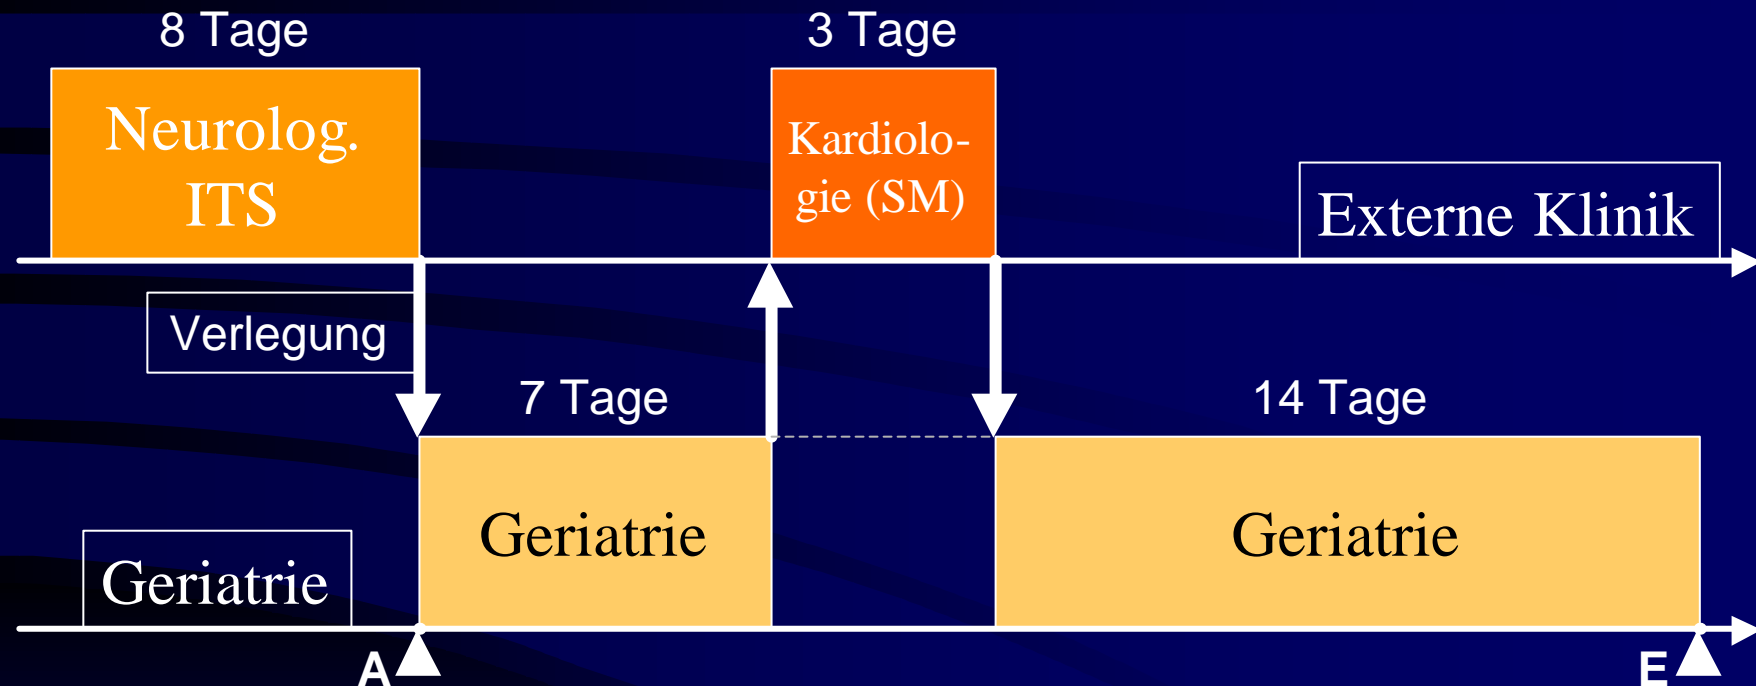 8 Tage
3 Tage
Neurolog.
ITS
Kardiolo-
gie (SM)
Externe Klinik
Verlegung
7 Tage
14 Tage
Geriatrie
Geriatrie
Geriatrie
A
E